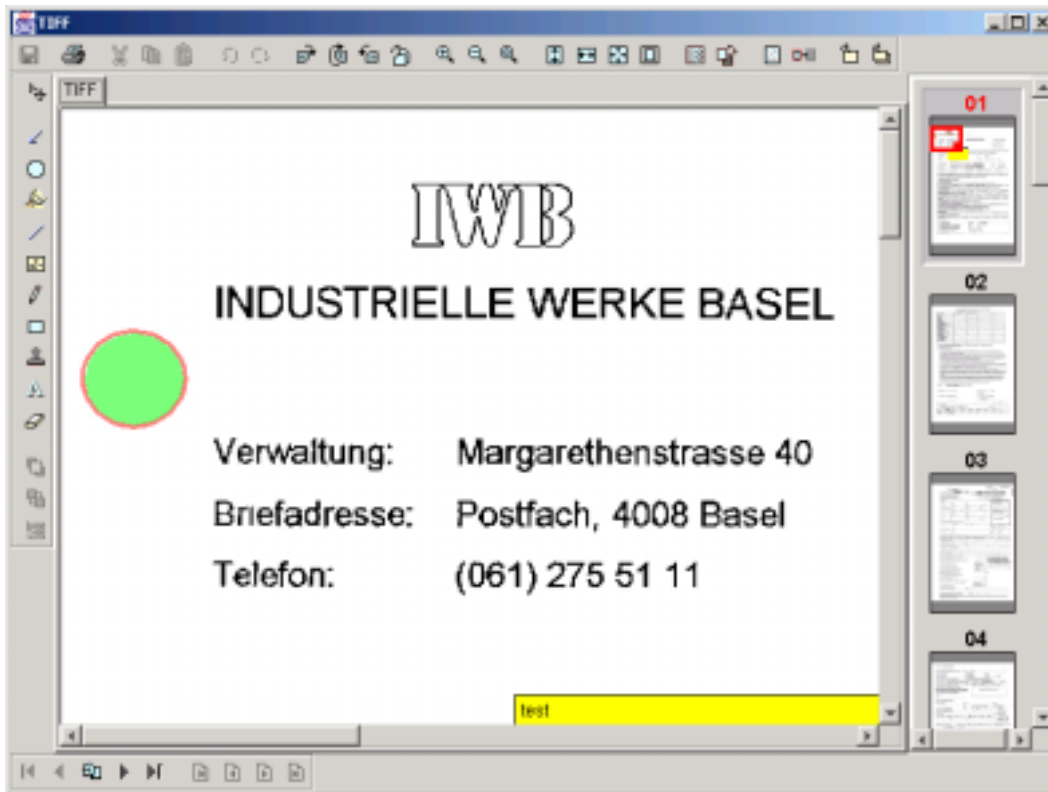 TIFF
TIFF
IWB
INDUSTRIELLE WERKE BASEL
Verwaltung: Margarethenstrasse 40
Briefadresse: Postfach, 4008 Basel
Telefon: (061) 275 51 11
test
01
02
03
04